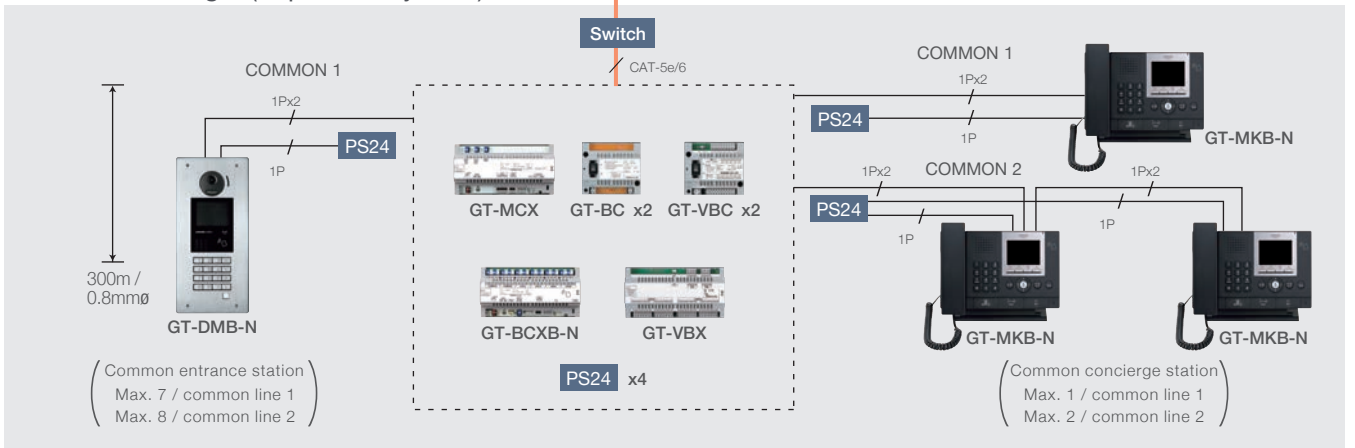 Switch
CAT-5e/6
COMMON 1
1Px2
PS24
1P
300m /
0.8mmø
GT-DMB-N
(Common entrance station
Max. 7 / common line 1
Max. 8 / common line 2)
GT-MCX
GT-BC x2
GT-VBC x2
GT-BCXB-N
GT-VBX
PS24 x4
COMMON 1
1Px2
PS24
1P
GT-MKB-N
1Px2
COMMON 2
1Px2
PS24
1P
1P
GT-MKB-N
GT-MKB-N
(Common concierge station
Max. 1 / common line 1
Max. 2 / common line 2)